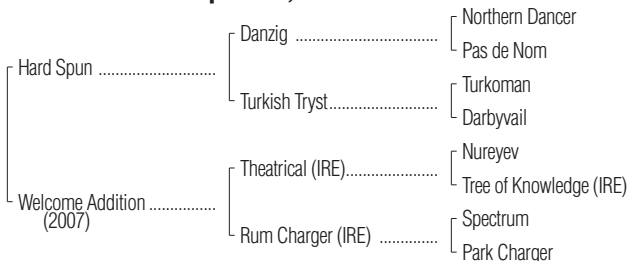 Northern Dancer
Danzig ..................................
Pas de Nom
Hard Spun ............................
Turkoman
Turkish Tryst..........................
Darbyvail
Nureyev
Theatrical (IRE)......................
Tree of Knowledge (IRE)
Welcome Addition ................
(2007)
Spectrum
Rum Charger (IRE) ..............
Park Charger